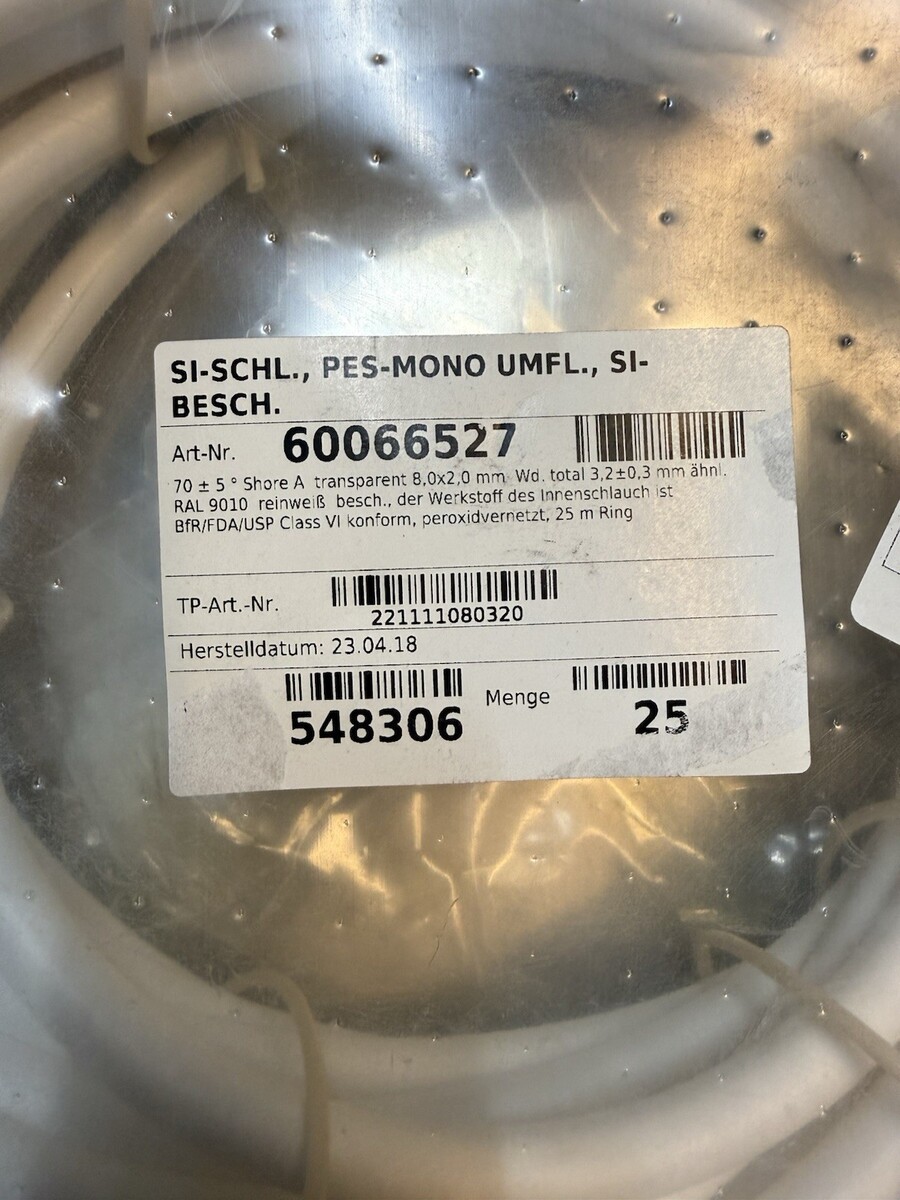 SI-SCHL., PES-MONO UMFL., SI-
BESCH.
Art-Nr. 60066527
70 ± 5 ° Shore A transparent 8,0x2,0 mm Wd. total 3,2±0,3 mm ähnl.
RAL 9010 reinweiß besch., der Werkstoff des Innenschlauch ist
BfR/FDA/USP Class VI konform, peroxidvernetzt, 25 m Ring
TP-Art.-Nr.
221111080320
Herstelldatum: 23.04.18
548306 Menge 25